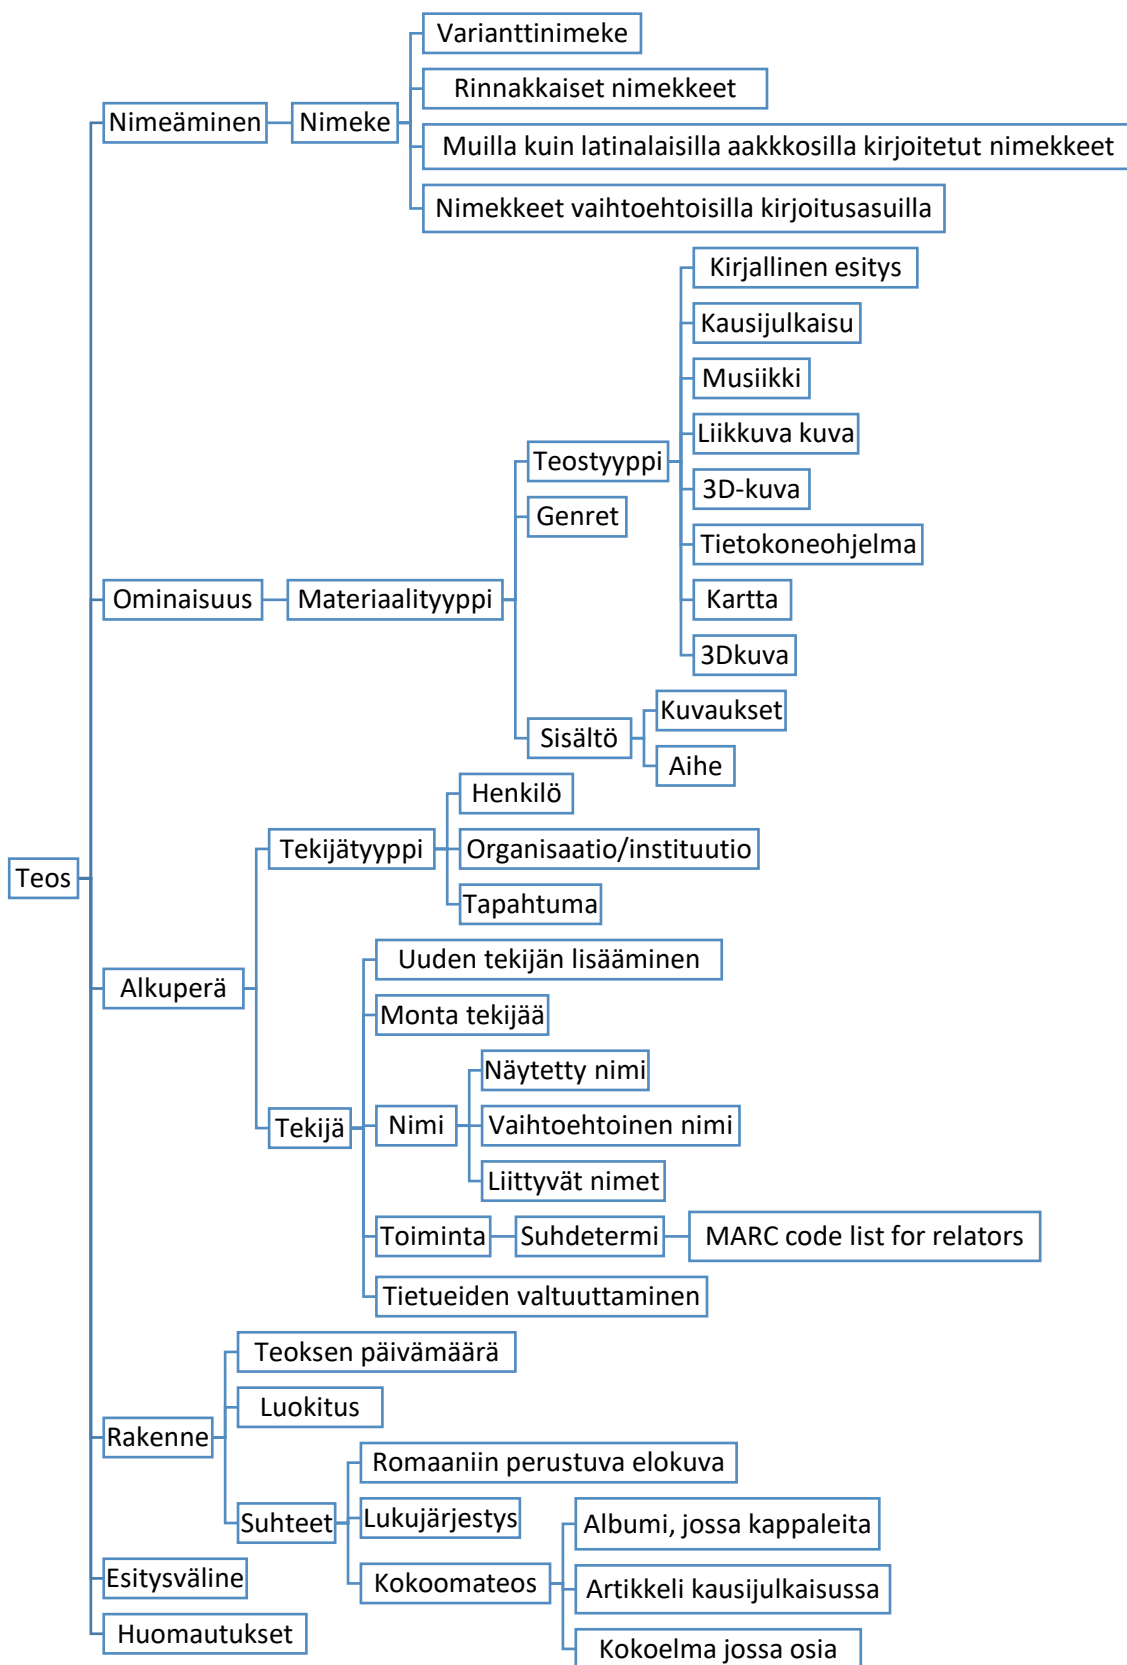 Teos
Nimeäminen
Nimeke
Varianttinimeke
Rinnakkaiset nimekkeet
Muilla kuin latinalaisilla aakkkosilla kirjoitetut nimekkeet
Nimekkeet vaihtoehtoisilla kirjoitusasuilla
Ominaisuus
Materiaalityyppi
Teostyyppi
Kirjallinen esitys
Kausijulkaisu
Musiikki
Liikkuva kuva
3D-kuva
Tietokoneohjelma
Kartta
3Dkuva
Genret
Sisältö
Kuvaukset
Aihe
Alkuperä
Tekijätyyppi
Henkilö
Organisaatio/instituutio
Tapahtuma
Tekijä
Uuden tekijän lisääminen
Monta tekijää
Nimi
Näytetty nimi
Vaihtoehtoinen nimi
Liittyvät nimet
Toiminta
Suhdetermi
MARC code list for relators
Tietueiden valtuuttaminen
Rakenne
Teoksen päivämäärä
Luokitus
Suhteet
Romaaniin perustuva elokuva
Lukujärjestys
Kokoomateos
Albumi, jossa kappaleita
Artikkeli kausijulkaisussa
Kokoelma jossa osia
Esitysväline
Huomautukset